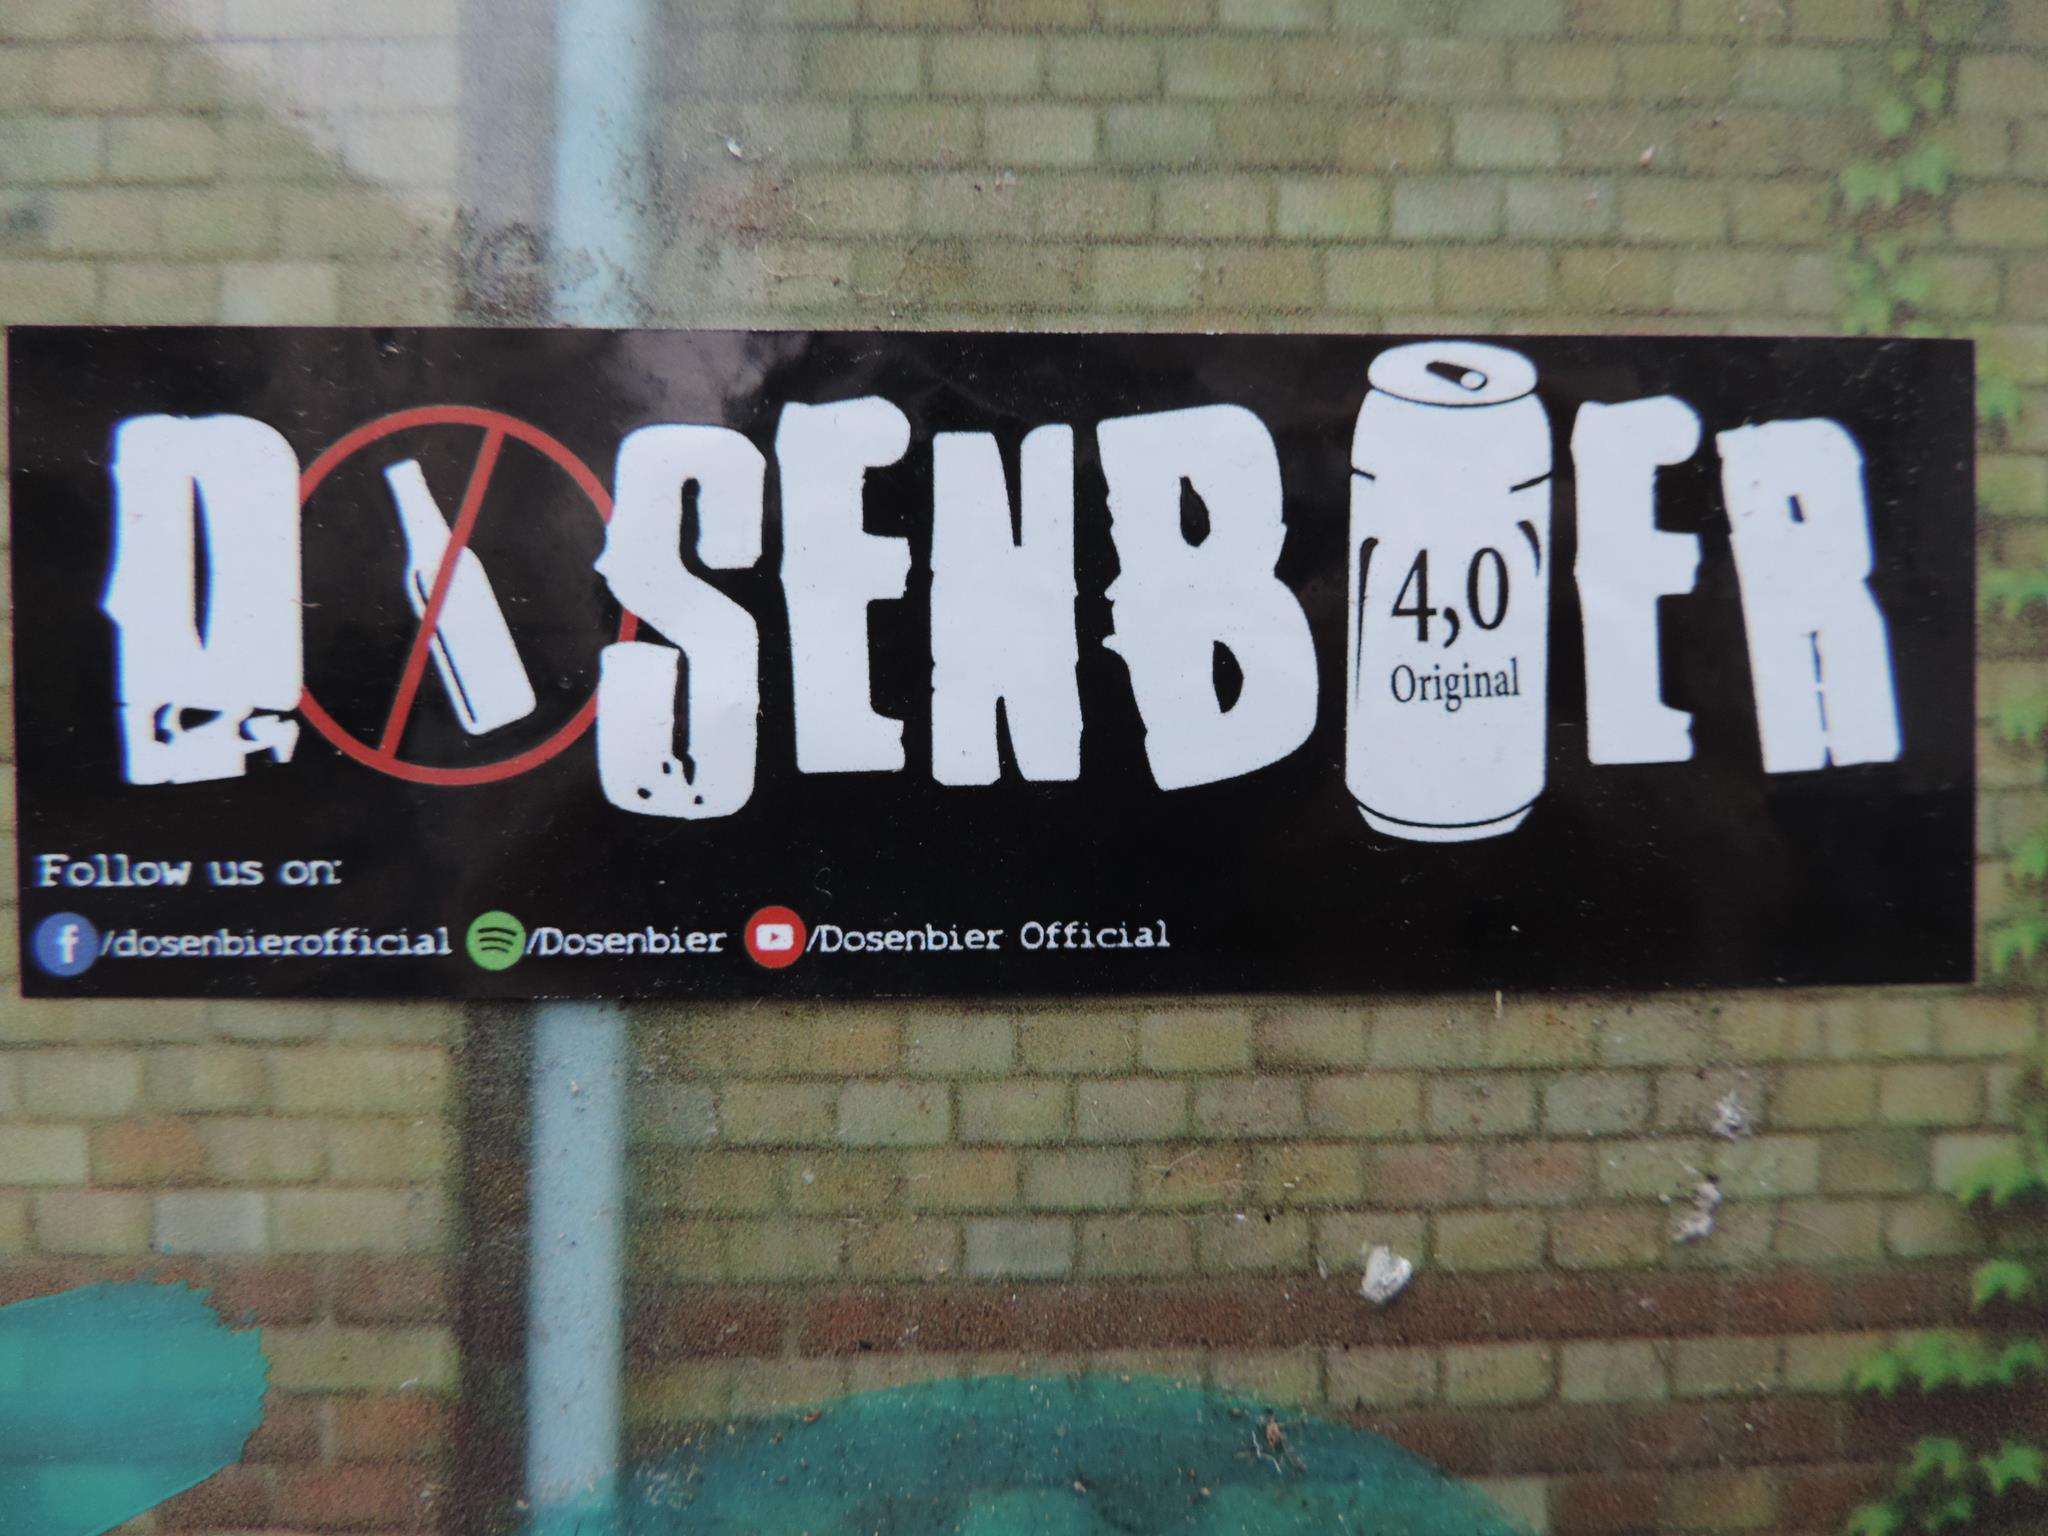 DOSENBIER
4,0
Original
Follow us on:
/dosenbierofficial /Dosenbier /Dosenbier Official